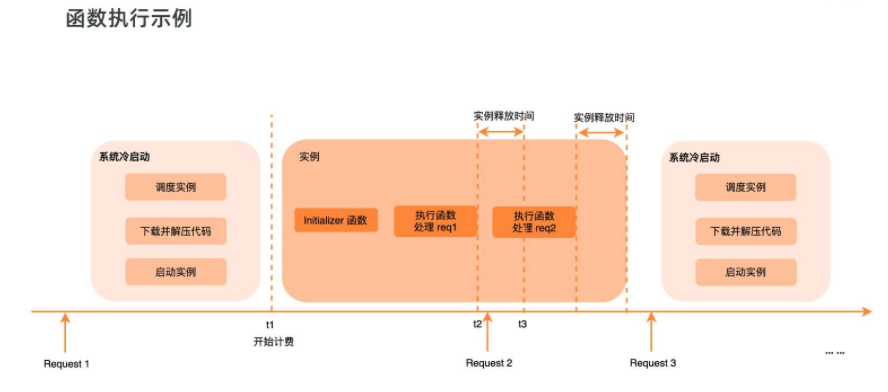 函数执行示例
实例释放时间
实例释放时间
系统冷启动
调度实例
下载并解压代码
启动实例
实例
Initializer 函数
执行函数
处理 req1
执行函数
处理 req2
系统冷启动
调度实例
下载并解压代码
启动实例
t1
开始计费
t2
t3
Request 1
Request 2
Request 3
... ...